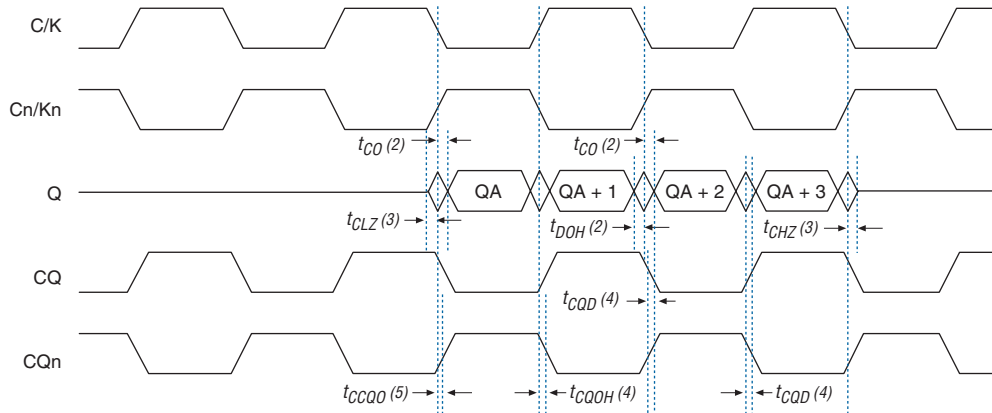 C/K
Cn/Kn
tCO (2) tCO (2)
Q QA QA + 1 QA + 2 QA + 3
tCLZ (3) tDOH (2) tCHZ (3)
CQ
tCQD (4)
CQn
tCCQO (5) tCQOH (4) tCQD (4)